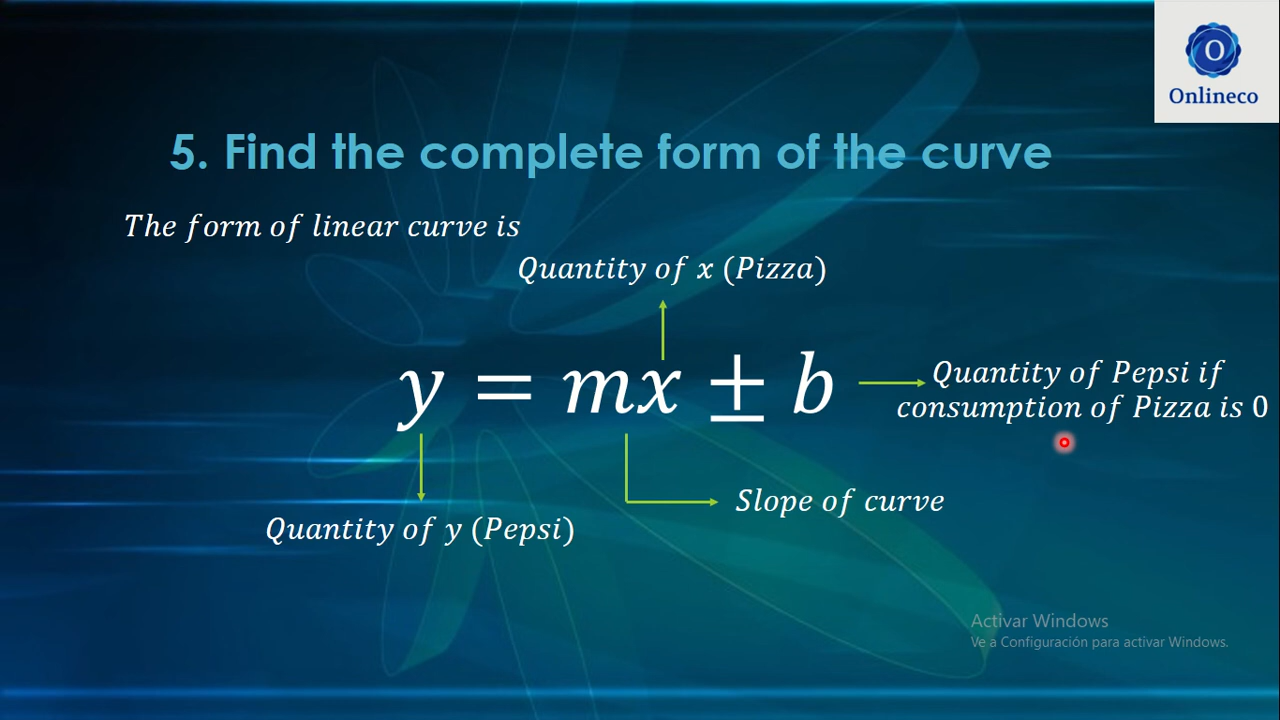 O
Onlineco
5. Find the complete form of the curve
The form of linear curve is
Quantity of x (Pizza)
y = mx ± b
Quantity of Pepsi if
consumption of Pizza is 0
Slope of curve
Quantity of y (Pepsi)
Activar Windows
Ve a Configuración para activar Windows.